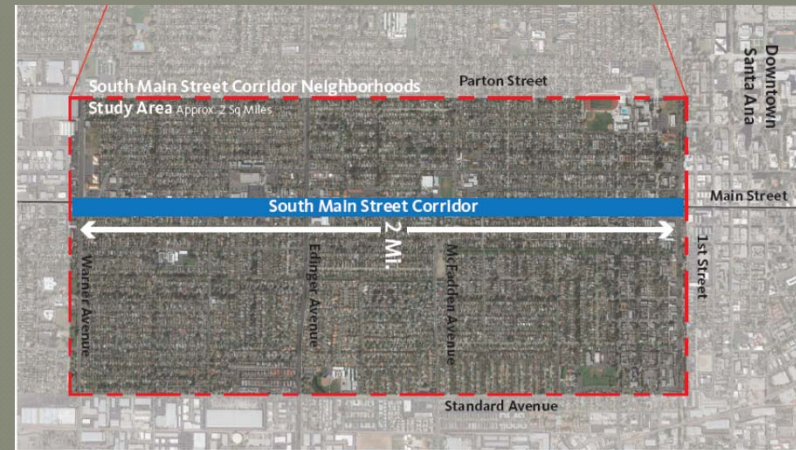 South Main Street Corridor Neighborhoods
Parton Street
Study Area Approx. 2 Sq Miles
Downtown
Santa Ana
Main Street
South Main Street Corridor
2 Mi.
Warner Avenue
Edinger Avenue
McFadden Avenue
1st Street
Standard Avenue